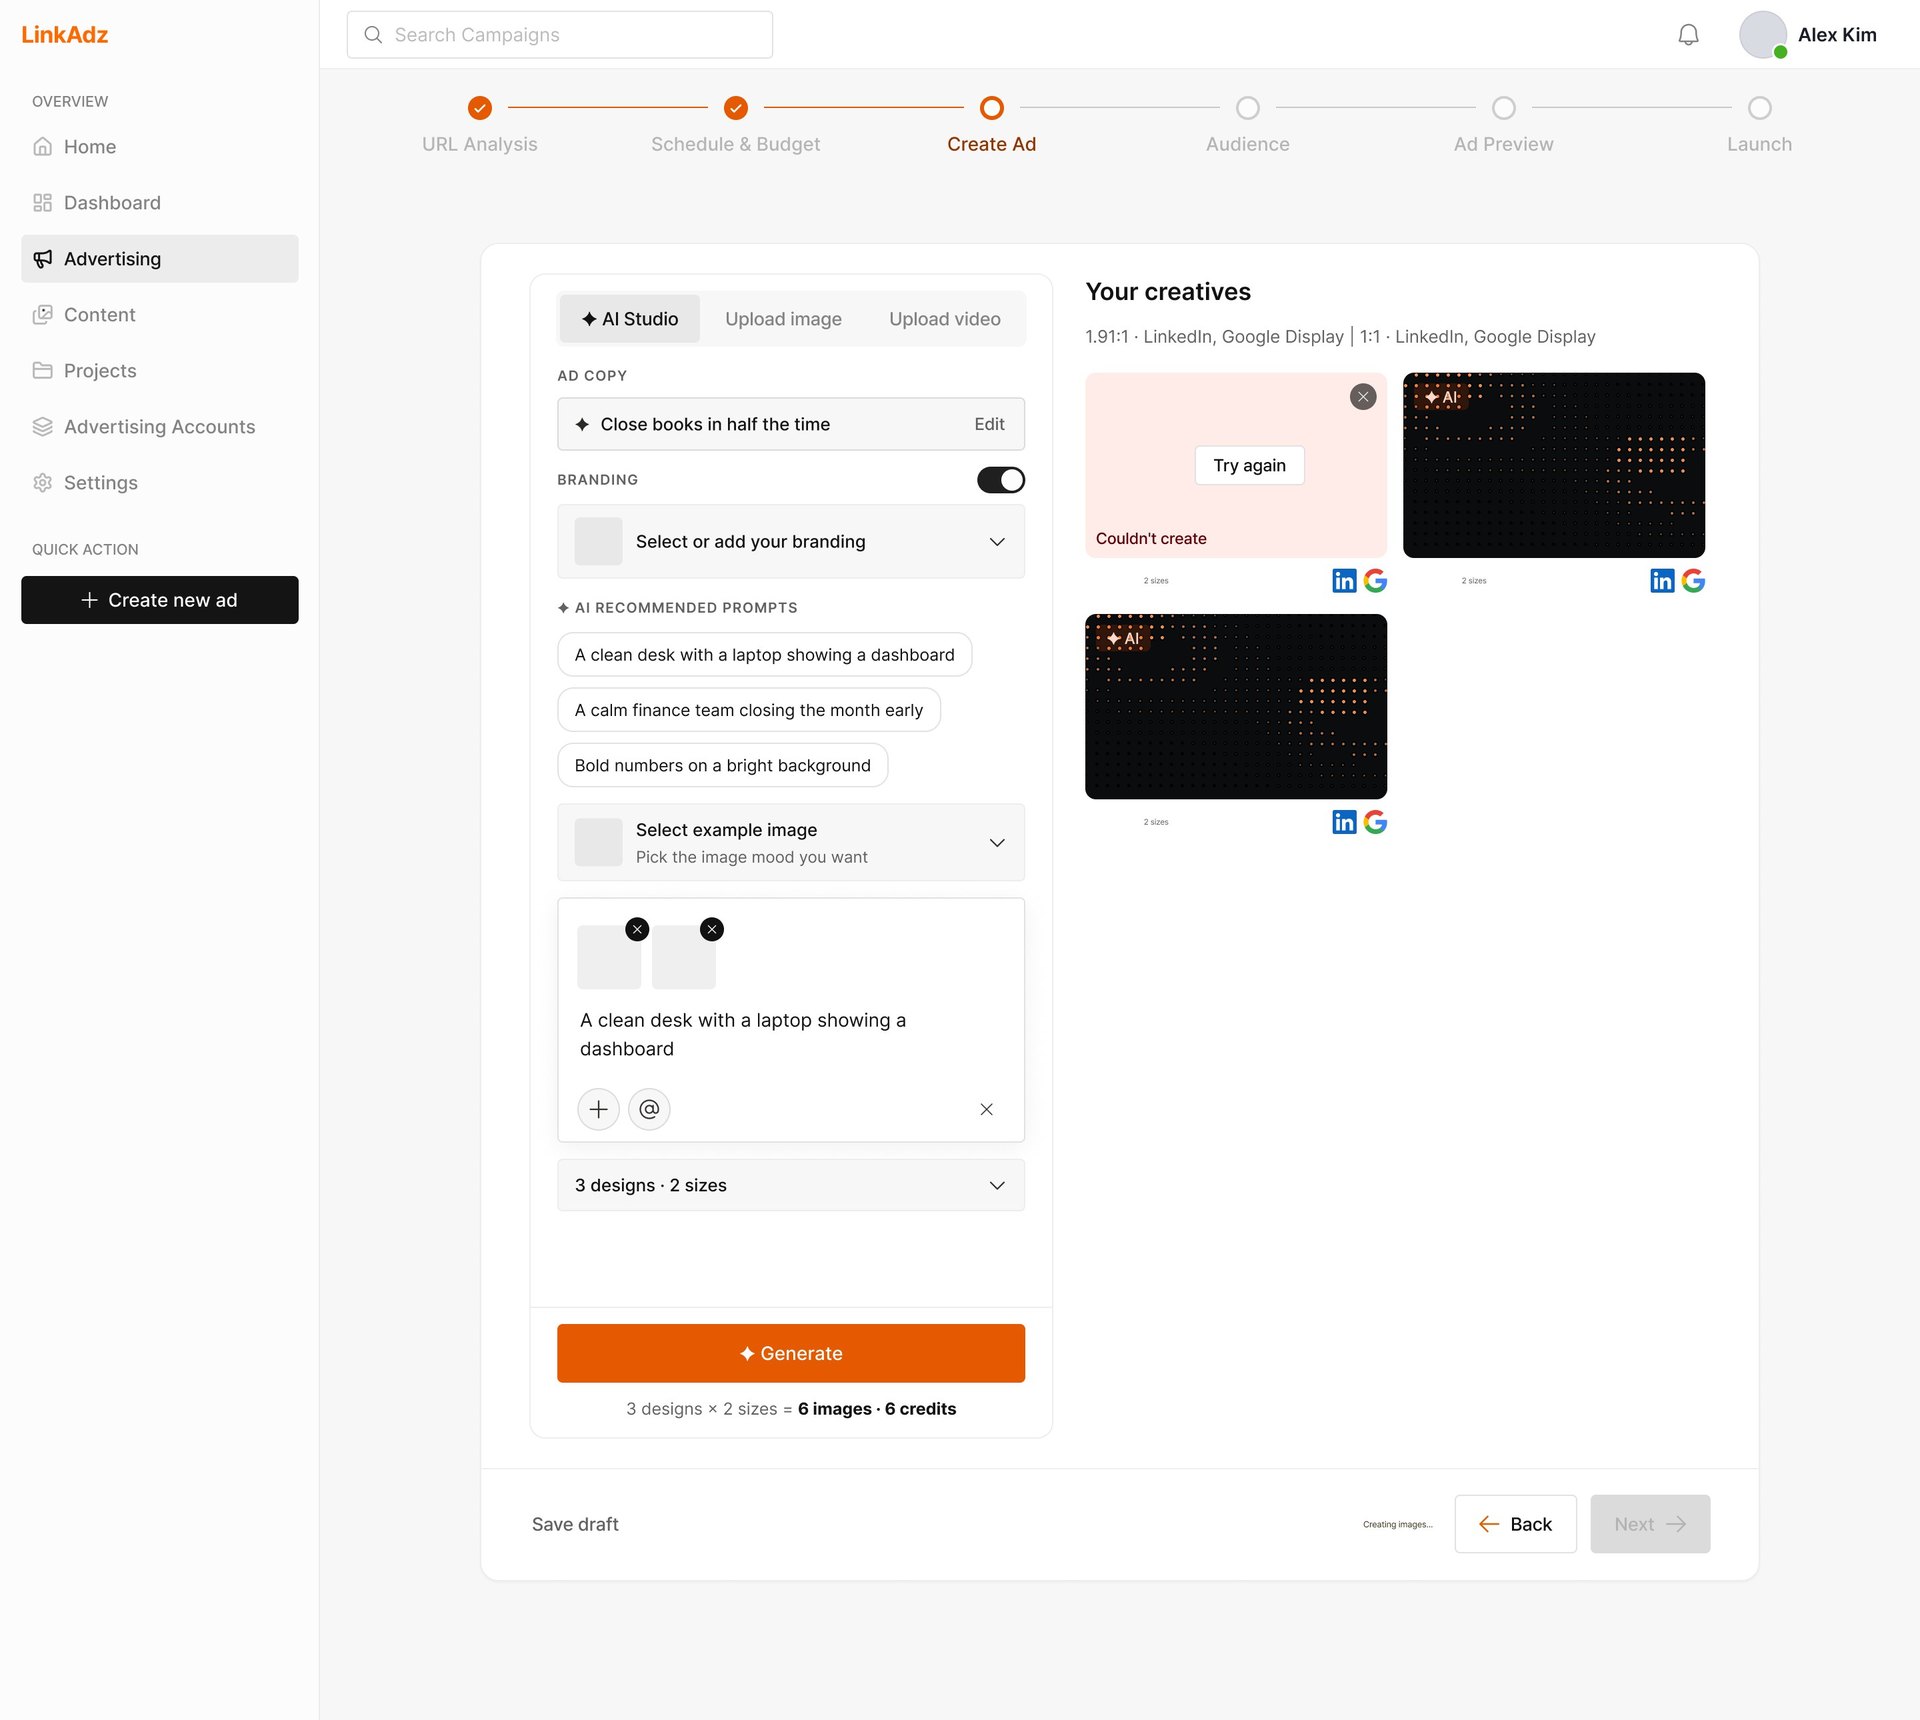 LinkAdz
Search Campaigns
Alex Kim
OVERVIEW
Home
Dashboard
Advertising
Content
Projects
Advertising Accounts
Settings
QUICK ACTION
Create new ad
URL Analysis
Schedule & Budget
Create Ad
Audience
Ad Preview
Launch
AI Studio
Upload image
Upload video
AD COPY
Close books in half the time
Edit
BRANDING
Select or add your branding
AI RECOMMENDED PROMPTS
A clean desk with a laptop showing a dashboard
A calm finance team closing the month early
Bold numbers on a bright background
Select example image
Pick the image mood you want
A clean desk with a laptop showing a
dashboard
3 designs · 2 sizes
Generate
3 designs × 2 sizes = 6 images · 6 credits
Your creatives
1.91:1 · LinkedIn, Google Display | 1:1 · LinkedIn, Google Display
Try again
Couldn't create
2 sizes
in
AI
2 sizes
in
AI
2 sizes
in
Save draft
Creating images...
Back
Next